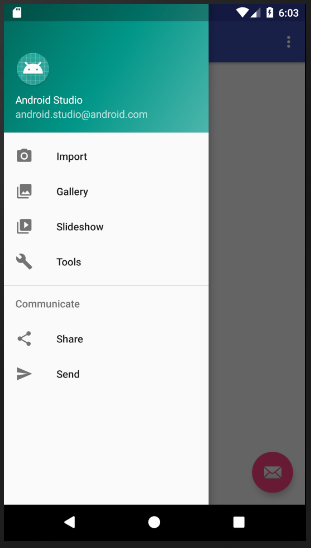 6:03
Android Studio
android.studio@android.com
Import
Gallery
Slideshow
Tools
Communicate
Share
Send